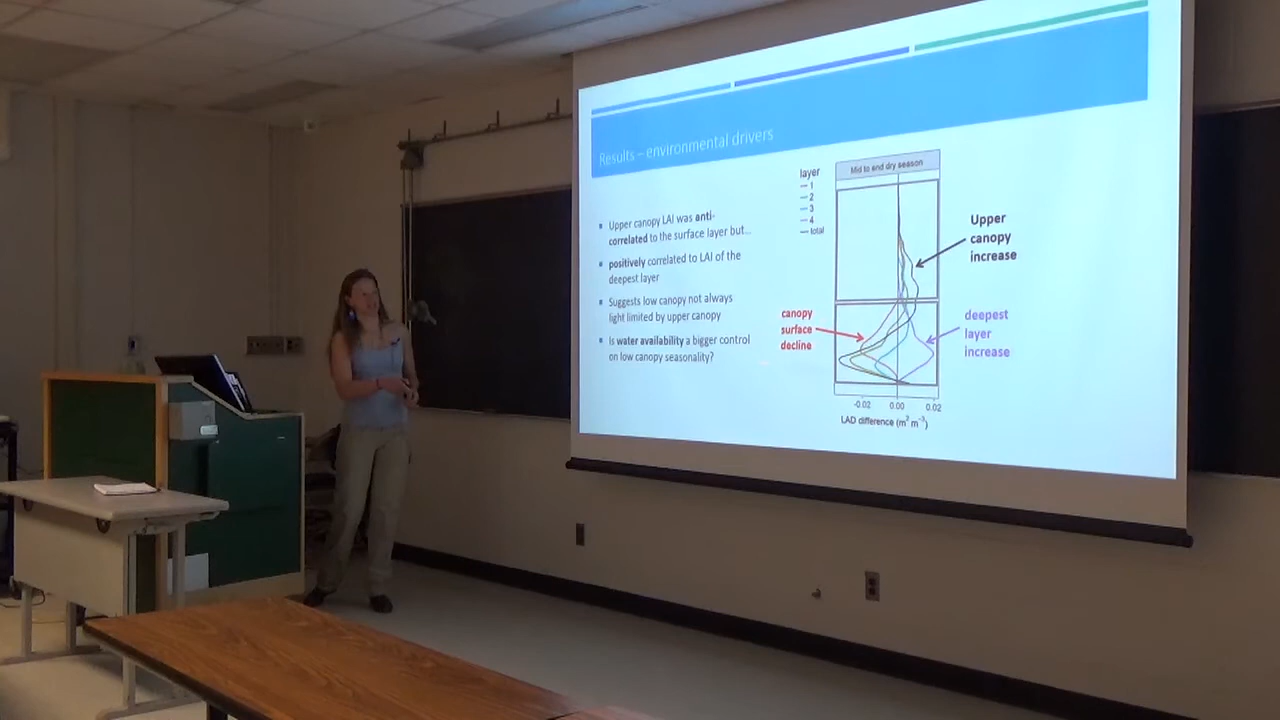 Results – environmental drivers
Upper canopy LAI was anti-
correlated to the surface layer but...
positively correlated to LAI of the
deepest layer
Suggests low canopy not always
light limited by upper canopy
Is water availability a bigger control
on low canopy seasonality?
layer
1
2
3
4
total
Mid to end dry season
Upper
canopy
increase
canopy
surface
decline
deepest
layer
increase
-0.02 0.00 0.02
LAD difference (m² m⁻³)